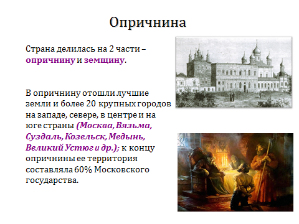 Опричнина
Страна делилась на 2 части –
опричнину и земщину.
В опричнину отошли лучшие
земли и более 20 крупных городов
на западе, севере, в центре и на
юге страны (Москва, Вязьма,
Суздаль, Козельск, Медынь,
Великий Устюг и др.); к концу
опричнины ее территория
составляла 60% Московского
государства.